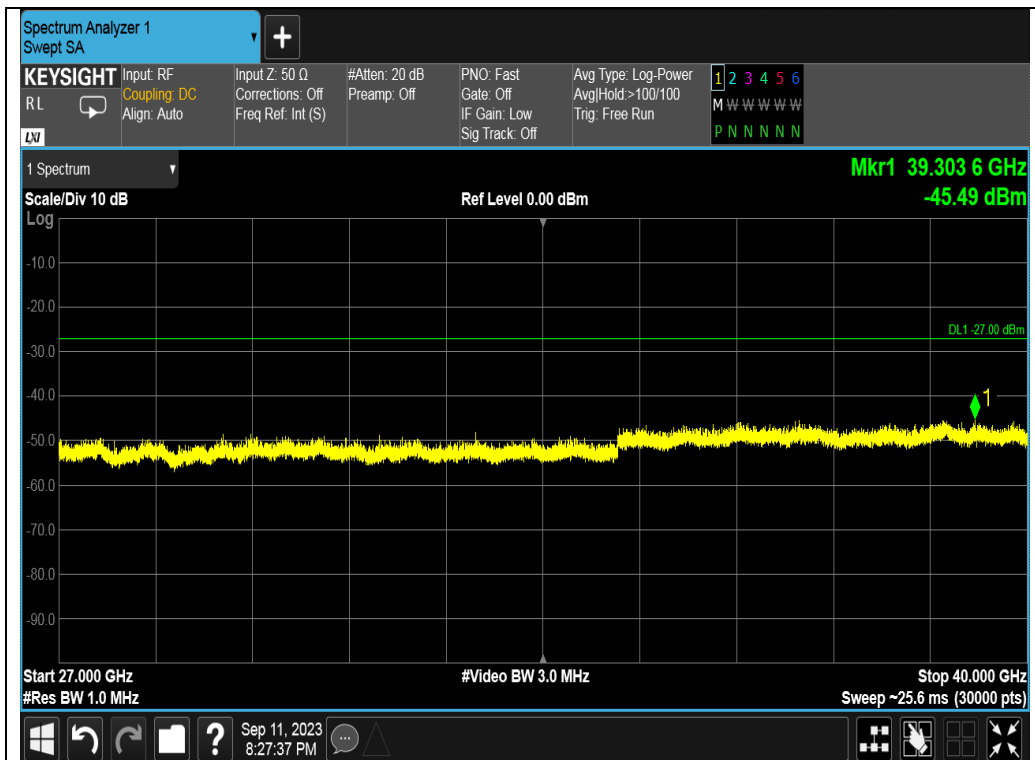 Spectrum Analyzer 1
Swept SA
KEYSIGHT
RL
LXI
Input: RF
Coupling: DC
Align: Auto
Input Z: 50 Ω
Corrections: Off
Freq Ref: Int (S)
#Atten: 20 dB
Preamp: Off
PNO: Fast
Gate: Off
IF Gain: Low
Sig Track: Off
Avg Type: Log-Power
Avg|Hold:>100/100
Trig: Free Run
1 2 3 4 5 6
M W W W W W
P N N N N N
1 Spectrum
Mkr1 39.303 6 GHz
-45.49 dBm
Scale/Div 10 dB
Ref Level 0.00 dBm
Log
-10.0
-20.0
DL1 -27.00 dBm
-30.0
-40.0
1
-50.0
-60.0
-70.0
-80.0
-90.0
Start 27.000 GHz
#Video BW 3.0 MHz
Stop 40.000 GHz
#Res BW 1.0 MHz
Sweep ~25.6 ms (30000 pts)
?
Sep 11, 2023
8:27:37 PM